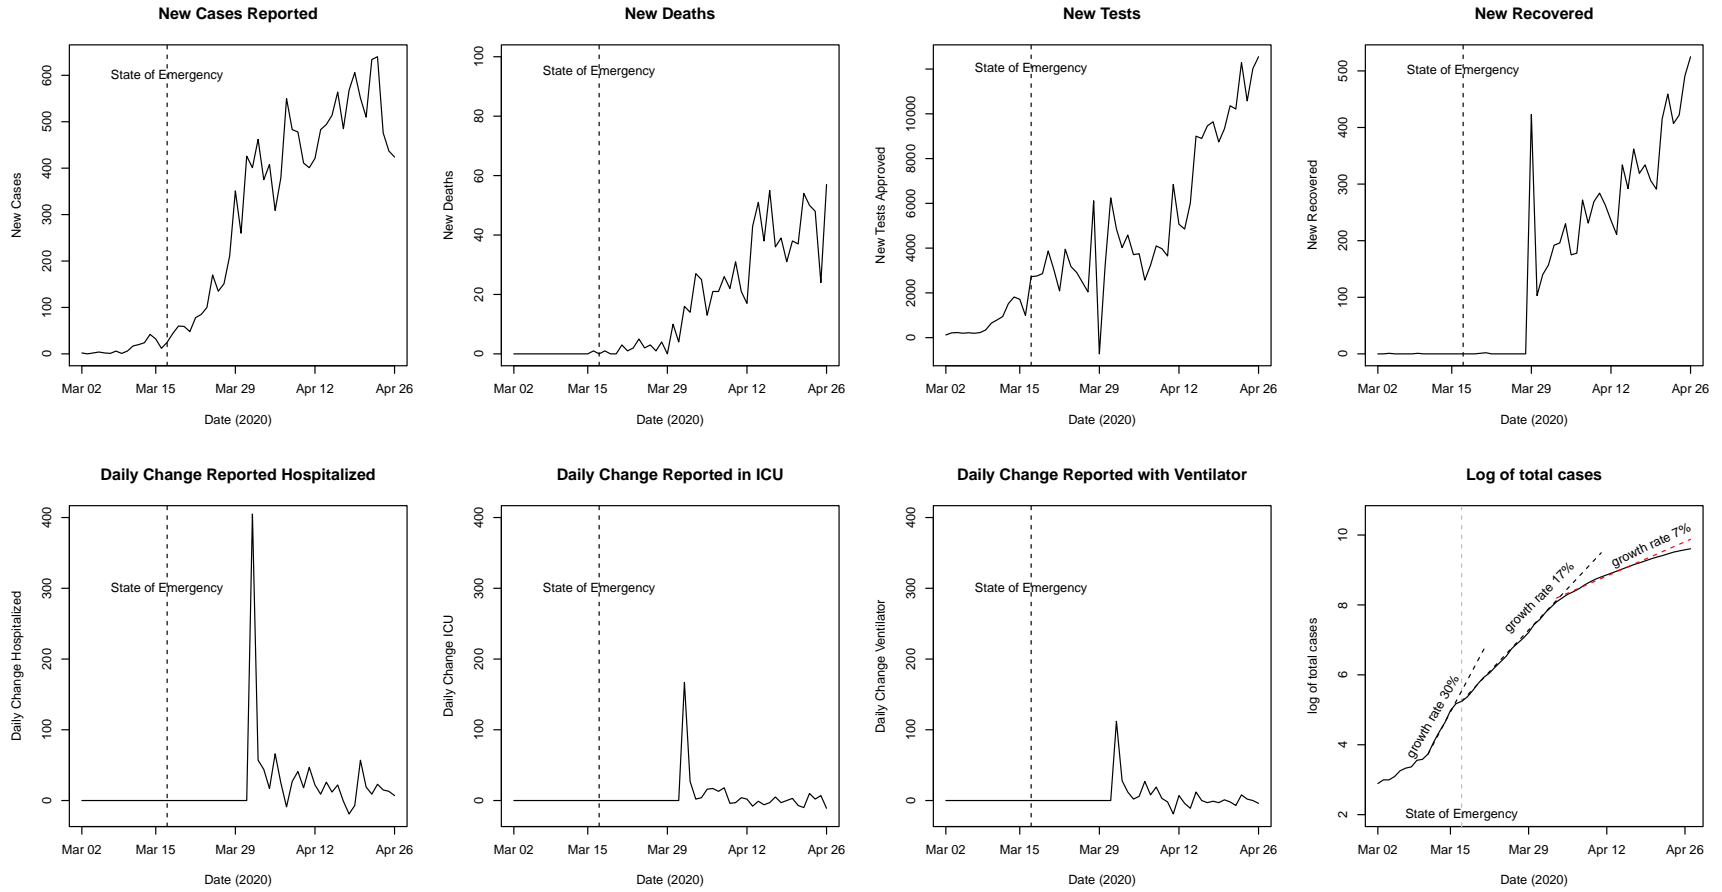 New Cases Reported
New Deaths
New Tests
New Recovered
State of Emergency
State of Emergency
State of Emergency
State of Emergency
New Cases
0
100
200
300
400
500
600
New Deaths
0
20
40
60
80
100
New Tests Approved
0
2000
4000
6000
8000
10000
New Recovered
0
100
200
300
400
500
Mar 02 Mar 15 Mar 29 Apr 12 Apr 26
Mar 02 Mar 15 Mar 29 Apr 12 Apr 26
Mar 02 Mar 15 Mar 29 Apr 12 Apr 26
Mar 02 Mar 15 Mar 29 Apr 12 Apr 26
Date (2020)
Date (2020)
Date (2020)
Date (2020)
Daily Change Reported Hospitalized
Daily Change Reported in ICU
Daily Change Reported with Ventilator
Log of total cases
State of Emergency
State of Emergency
State of Emergency
Daily Change Hospitalized
0
100
200
300
400
Daily Change ICU
0
100
200
300
400
Daily Change Ventilator
0
100
200
300
400
log of total cases
2
4
6
8
10
growth rate 30%
growth rate 17%
growth rate 7%
State of Emergency
Mar 02 Mar 15 Mar 29 Apr 12 Apr 26
Mar 02 Mar 15 Mar 29 Apr 12 Apr 26
Mar 02 Mar 15 Mar 29 Apr 12 Apr 26
Mar 02 Mar 15 Mar 29 Apr 12 Apr 26
Date (2020)
Date (2020)
Date (2020)
Date (2020)